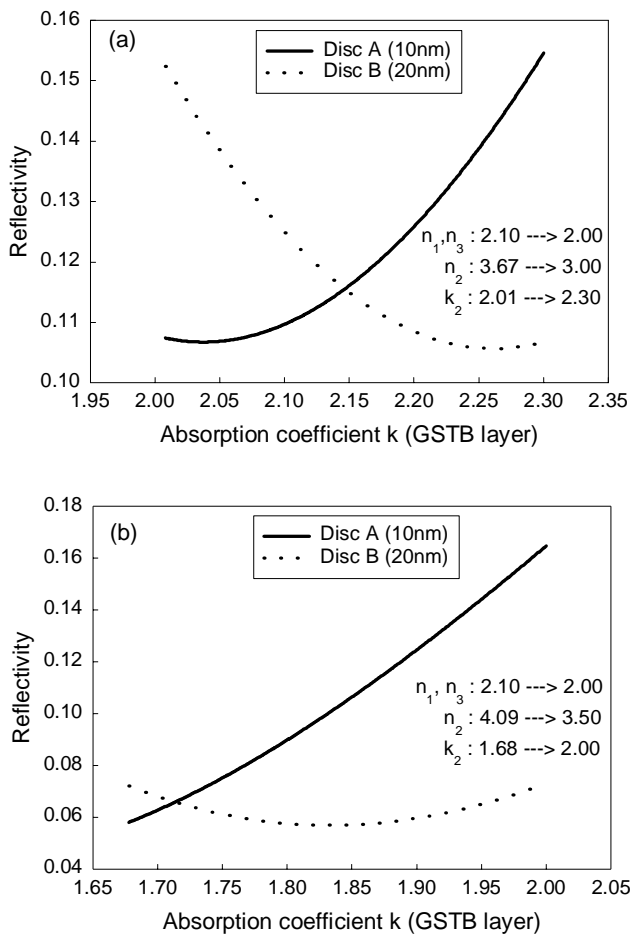 (a)
Disc A (10nm)
Disc B (20nm)
0.16
0.15
0.14
0.13
0.12
0.11
0.10
Reflectivity
n1,n3 : 2.10 ---> 2.00
n2 : 3.67 ---> 3.00
k2 : 2.01 ---> 2.30
1.95 2.00 2.05 2.10 2.15 2.20 2.25 2.30 2.35
Absorption coefficient k (GSTB layer)
(b)
Disc A (10nm)
Disc B (20nm)
0.18
0.16
0.14
0.12
0.10
0.08
0.06
0.04
Reflectivity
n1, n3 : 2.10 ---> 2.00
n2 : 4.09 ---> 3.50
k2 : 1.68 ---> 2.00
1.65 1.70 1.75 1.80 1.85 1.90 1.95 2.00 2.05
Absorption coefficient k (GSTB layer)